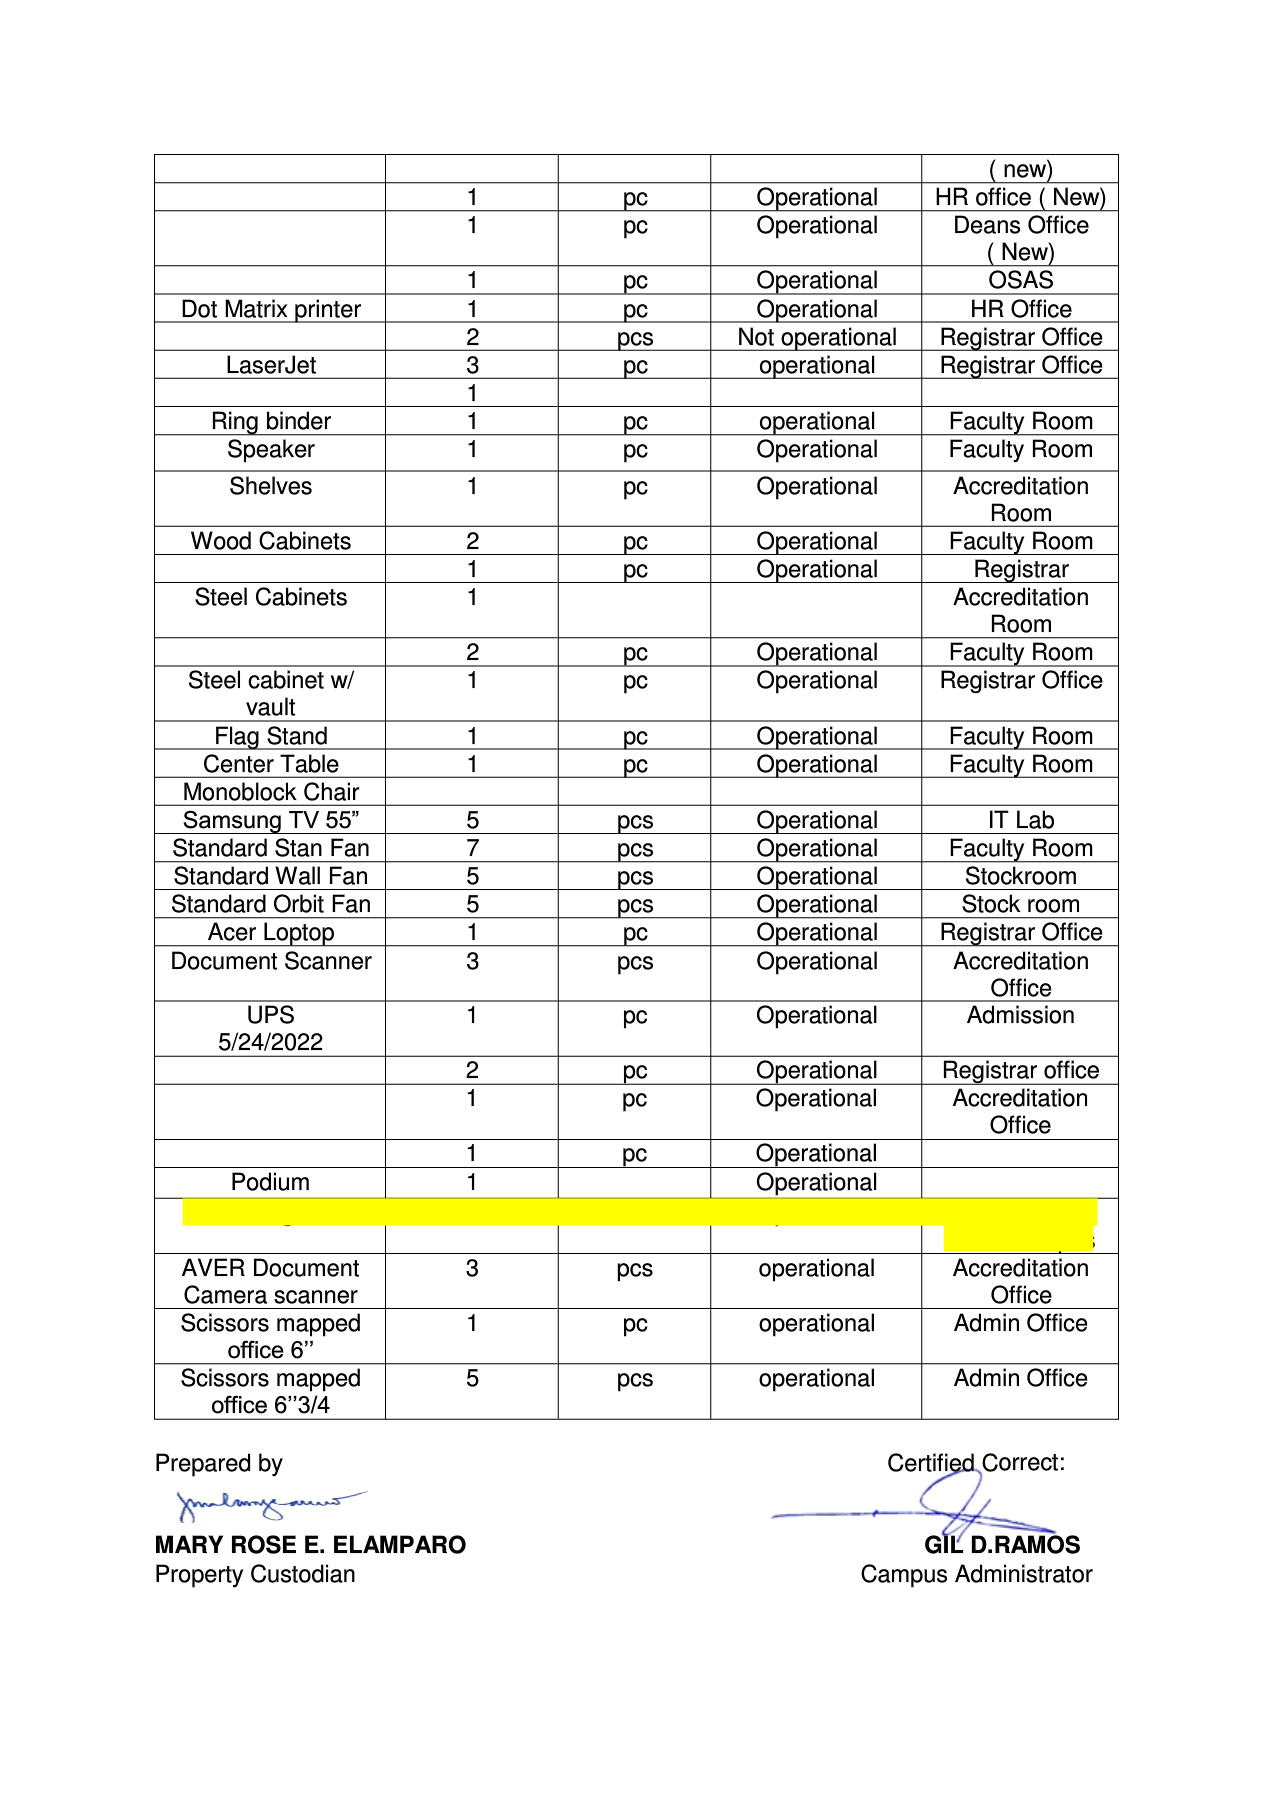 ( new)
1 pc Operational HR office ( New)
1 pc Operational Deans Office
( New)
1 pc Operational OSAS
Dot Matrix printer 1 pc Operational HR Office
2 pcs Not operational Registrar Office
LaserJet 3 pc operational Registrar Office
1
Ring binder 1 pc operational Faculty Room
Speaker 1 pc Operational Faculty Room
Shelves 1 pc Operational Accreditation
Room
Wood Cabinets 2 pc Operational Faculty Room
1 pc Operational Registrar
Steel Cabinets 1 Accreditation
Room
2 pc Operational Faculty Room
Steel cabinet w/ 1 pc Operational Registrar Office
vault
Flag Stand 1 pc Operational Faculty Room
Center Table 1 pc Operational Faculty Room
Monoblock Chair
Samsung TV 55” 5 pcs Operational IT Lab
Standard Stan Fan 7 pcs Operational Faculty Room
Standard Wall Fan 5 pcs Operational Stockroom
Standard Orbit Fan 5 pcs Operational Stock room
Acer Loptop 1 pc Operational Registrar Office
Document Scanner 3 pcs Operational Accreditation
Office
UPS 1 pc Operational Admission
5/24/2022
2 pc Operational Registrar office
1 pc Operational Accreditation
Office
1 pc Operational
Podium 1 Operational
AVER Document 3 pcs operational Accreditation
Camera scanner Office
Scissors mapped 1 pc operational Admin Office
office 6’’
Scissors mapped 5 pcs operational Admin Office
office 6’’3/4
Prepared by Certified Correct:
MARY ROSE E. ELAMPARO GIL D.RAMOS
Property Custodian Campus Administrator